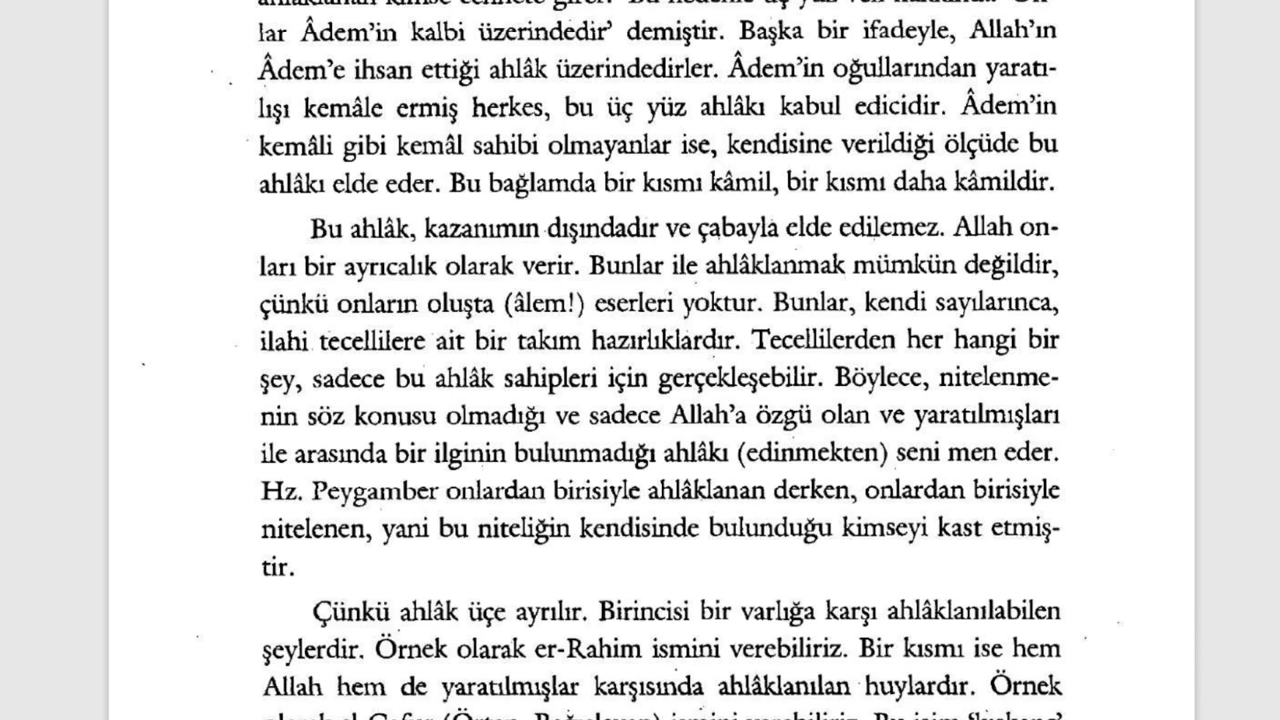 lar Âdem’in kalbi üzerindedir’ demiştir. Başka bir ifadeyle, Allah’ın
Âdem’e ihsan ettiği ahlâk üzerindedirler. Âdem’in oğullarından yaratı-
lışı kemâle ermiş herkes, bu üç yüz ahlâkı kabul edicidir. Âdem’in
kemâli gibi kemâl sahibi olmayanlar ise, kendisine verildiği ölçüde bu
ahlâkı elde eder. Bu bağlamda bir kısmı kâmil, bir kısmı daha kâmildir.
Bu ahlâk, kazanımın dışındadır ve çabayla elde edilemez. Allah on-
ları bir ayrıcalık olarak verir. Bunlar ile ahlâklanmak mümkün değildir,
çünkü onların oluşta (âlem!) eserleri yoktur. Bunlar, kendi sayılarınca,
ilahi tecellilere ait bir takım hazırlıklardır. Tecellilerden her hangi bir
şey, sadece bu ahlâk sahipleri için gerçekleşebilir. Böylece, nitelenme-
nin söz konusu olmadığı ve sadece Allah’a özgü olan ve yaratılmışları
ile arasında bir ilginin bulunmadığı ahlâkı (edinmekten) seni men eder.
Hz. Peygamber onlardan birisiyle ahlâklanan derken, onlardan birisiyle
nitelenen, yani bu niteliğin kendisinde bulunduğu kimseyi kast etmiş-
tir.
Çünkü ahlâk üçe ayrılır. Birincisi bir varlığa karşı ahlâklanılabilen
şeylerdir. Örnek olarak er-Rahim ismini verebiliriz. Bir kısmı ise hem
Allah hem de yaratılmışlar karşısında ahlâklanılan huylardır. Örnek